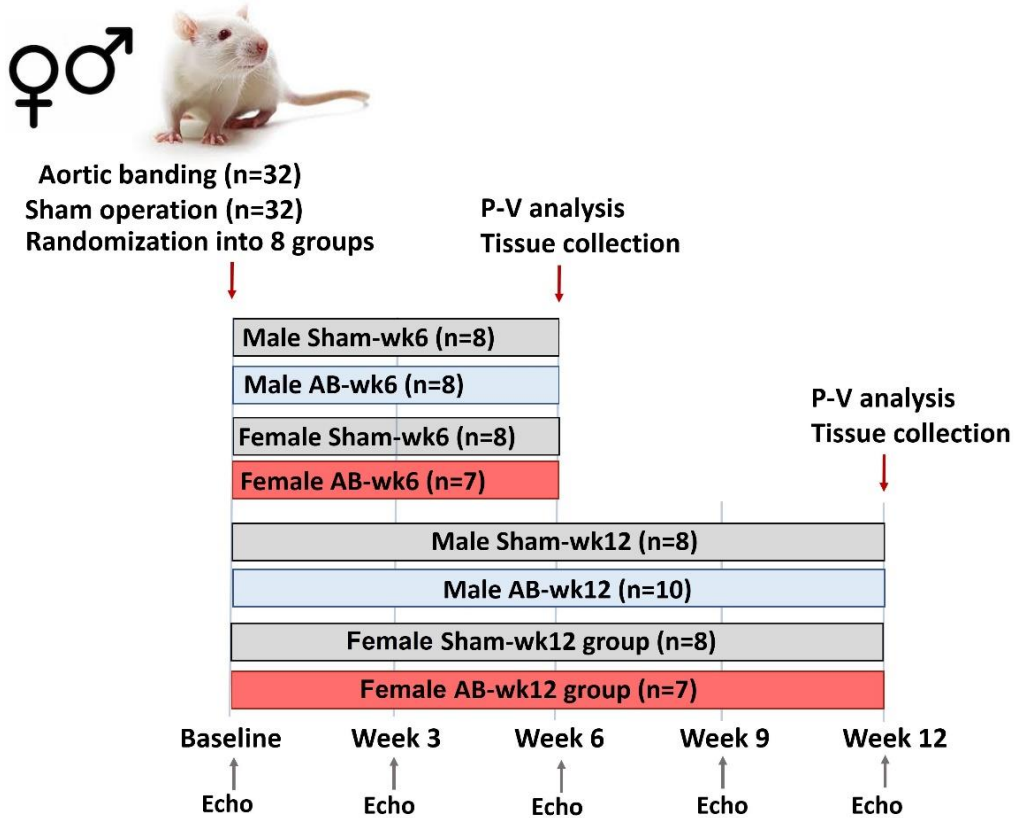 Aortic banding (n=32)
Sham operation (n=32)
Randomization into 8 groups
P-V analysis
Tissue collection
Male Sham-wk6 (n=8)
Male AB-wk6 (n=8)
Female Sham-wk6 (n=8)
Female AB-wk6 (n=7)
P-V analysis
Tissue collection
Male Sham-wk12 (n=8)
Male AB-wk12 (n=10)
Female Sham-wk12 group (n=8)
Female AB-wk12 group (n=7)
Baseline Week 3 Week 6 Week 9 Week 12
Echo Echo Echo Echo Echo